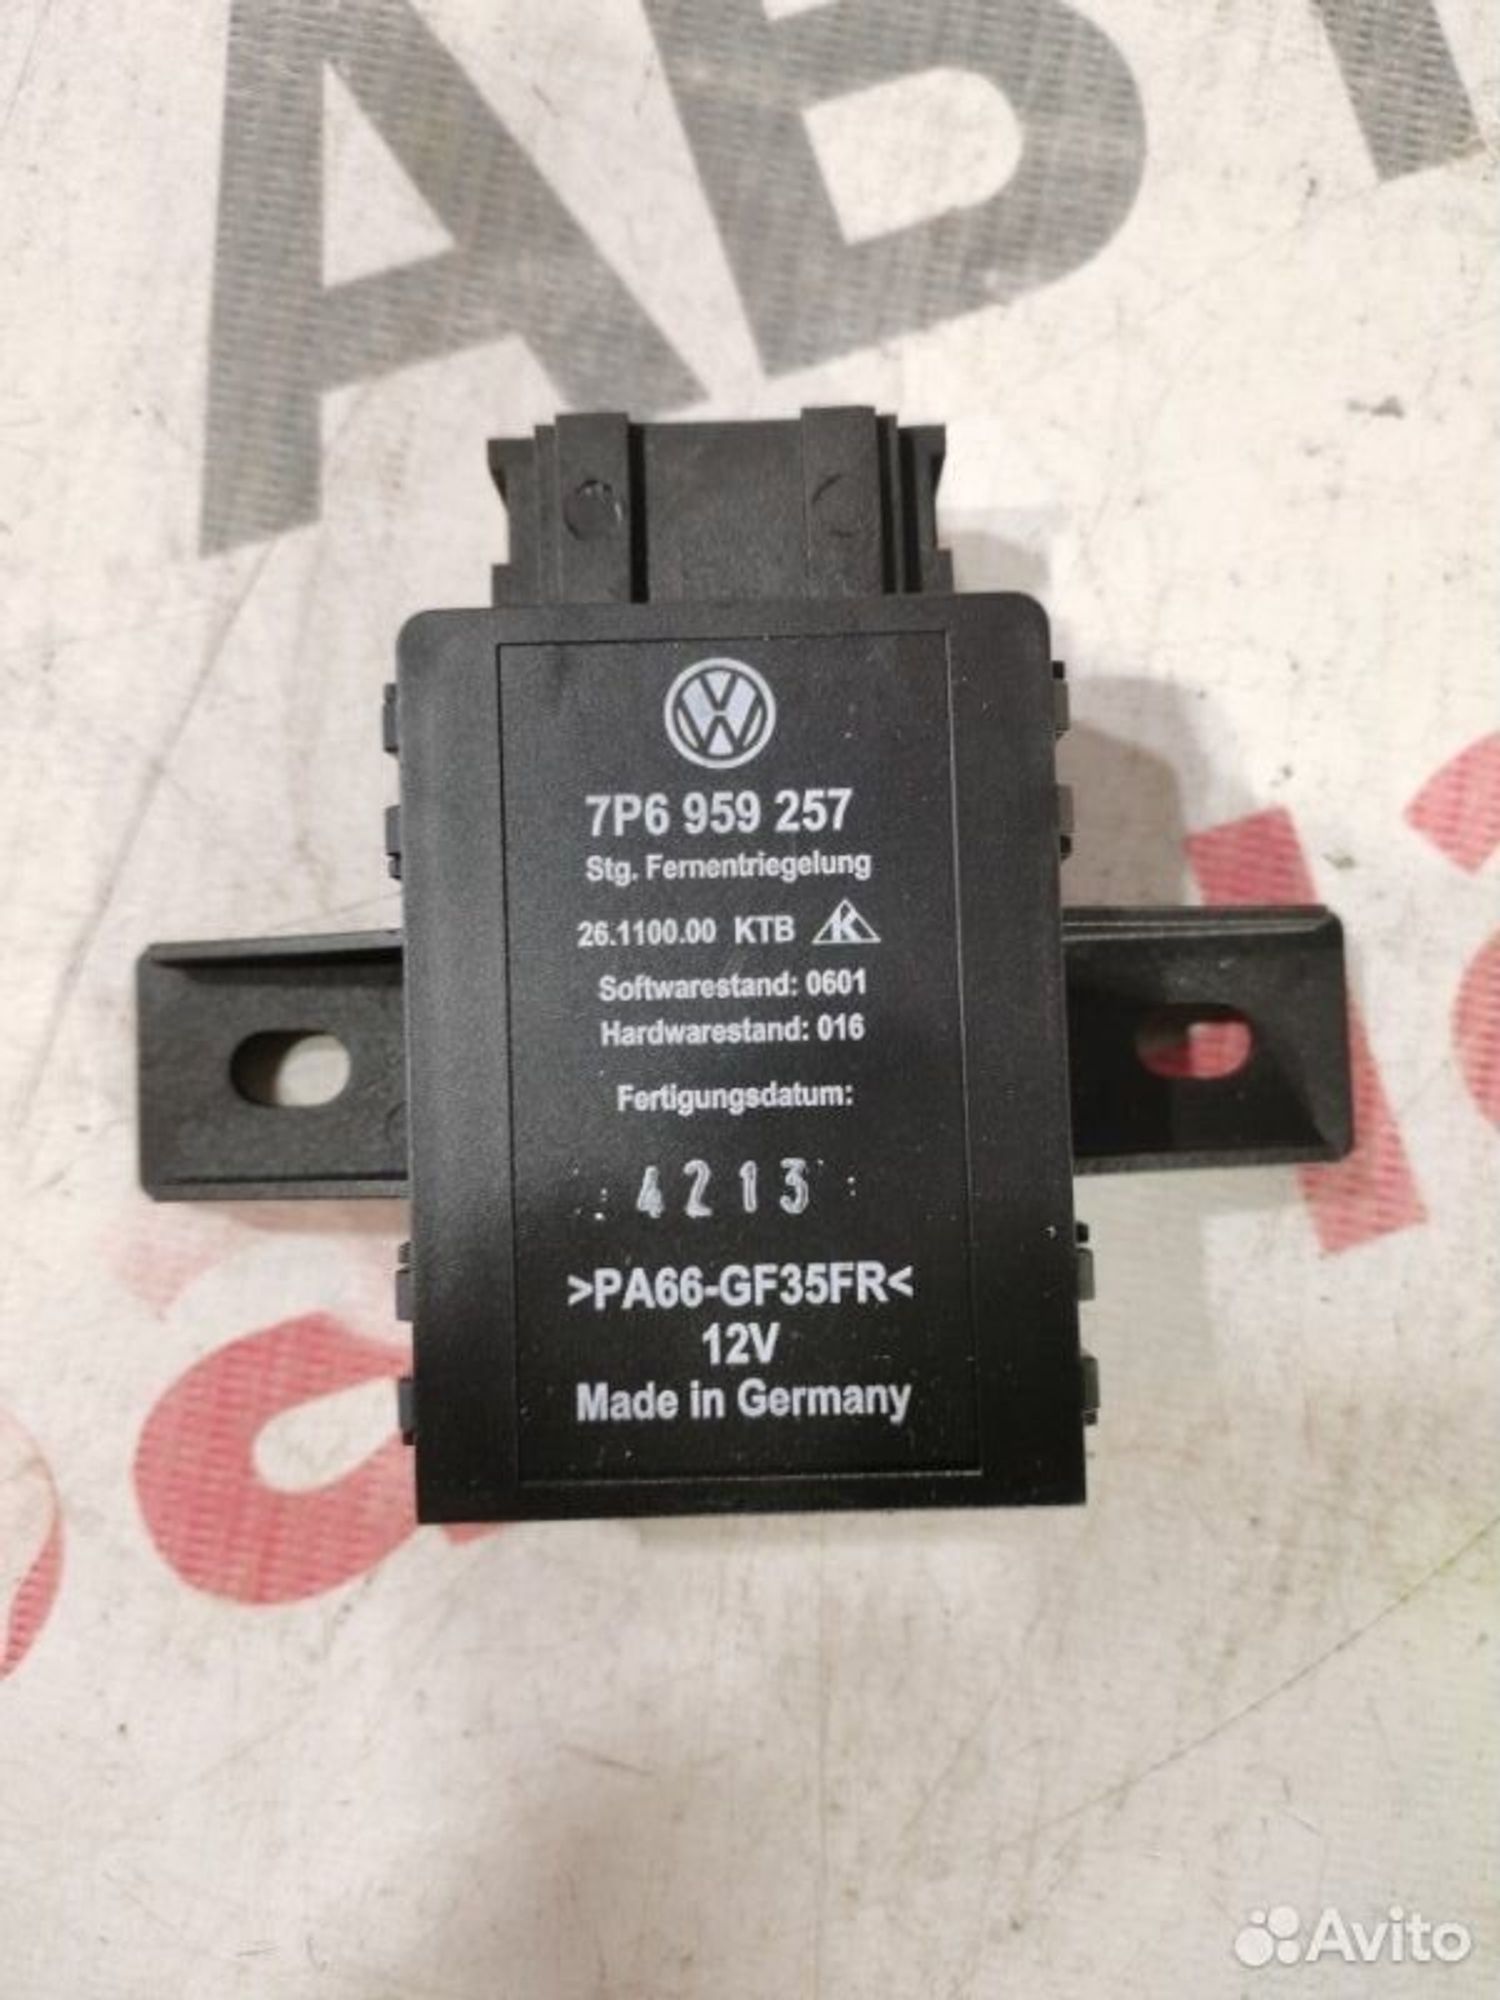 АВТ
7P6 959 257
Stg. Fernentriegelung
26.1100.00 KTB
Softwarestand: 0601
Hardwarestand: 016
Fertigungsdatum:
4213
>PA66-GF35FR<
12V
Made in Germany
Avito